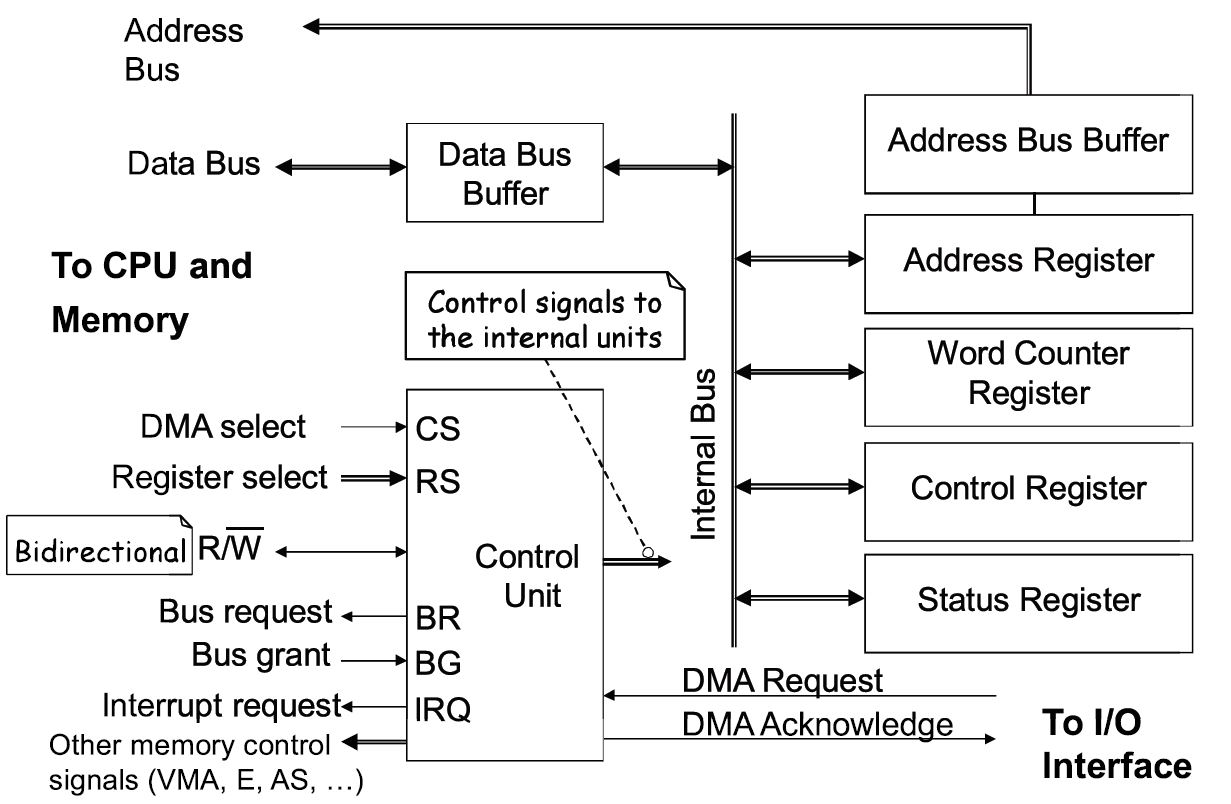 Address
Bus
Address Bus Buffer
Data Bus
Data Bus
Buffer
To CPU and
Memory
Address Register
Control signals to
the internal units
Word Counter
Register
Internal Bus
DMA select
CS
Register select
RS
Control Register
Bidirectional
R/W̅
Control
Unit
Status Register
Bus request
BR
Bus grant
BG
Interrupt request
IRQ
Other memory control
signals (VMA, E, AS, …)
DMA Request
DMA Acknowledge
To I/O
Interface